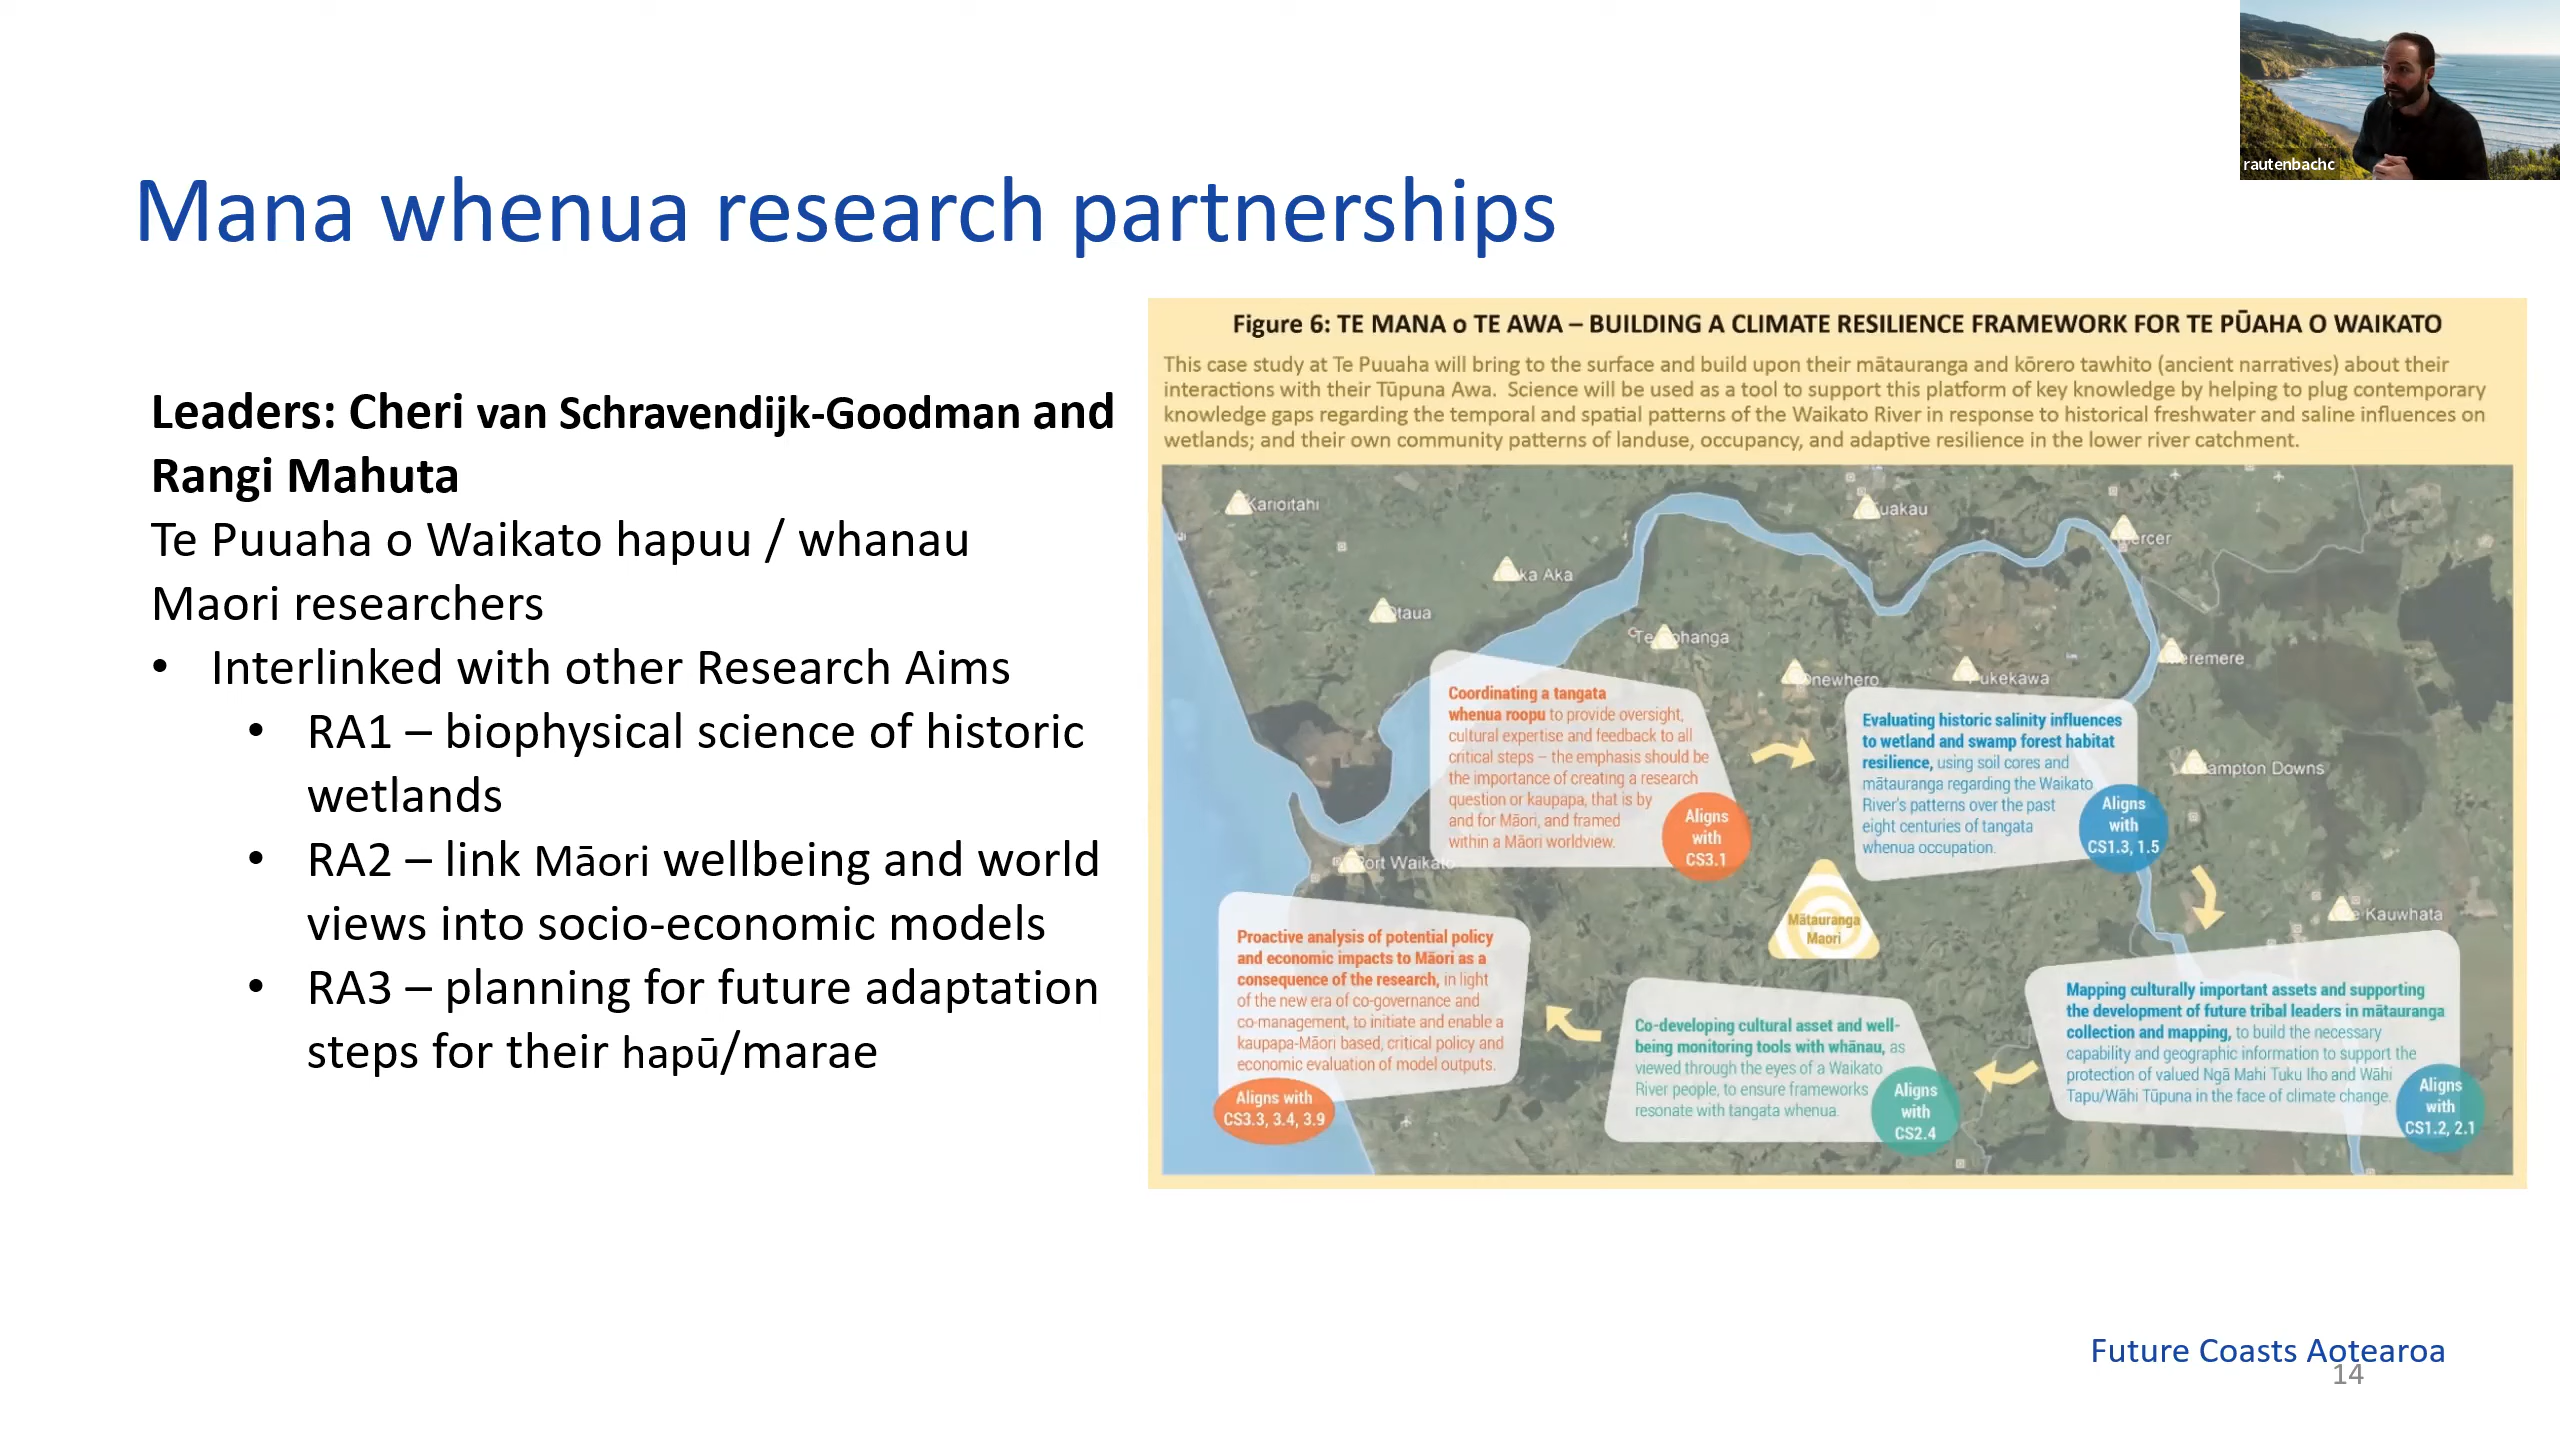 rautenbachc
Mana whenua research partnerships
Leaders: Cheri van Schravendijk-Goodman and
Rangi Mahuta
Te Puuaha o Waikato hapuu / whanau
Maori researchers
• Interlinked with other Research Aims
• RA1 – biophysical science of historic
wetlands
• RA2 – link Māori wellbeing and world
views into socio-economic models
• RA3 – planning for future adaptation
steps for their hapū/marae
Figure 6: TE MANA o TE AWA – BUILDING A CLIMATE RESILIENCE FRAMEWORK FOR TE PŪAHA O WAIKATO
This case study at Te Puuaha will bring to the surface and build upon their mātauranga and kōrero tawhito (ancient narratives) about their
interactions with their Tūpuna Awa. Science will be used as a tool to support this platform of key knowledge by helping to plug contemporary
knowledge gaps regarding the temporal and spatial patterns of the Waikato River in response to historical freshwater and saline influences on
wetlands; and their own community patterns of landuse, occupancy, and adaptive resilience in the lower river catchment.
Karioitahi
uakau
ercer
ka Aka
taua
Te ohanga
newhero
ukekawa
eremere
ampton Downs
ort Waikato
e Kauwhata
Coordinating a tangata
whenua roopu to provide oversight,
cultural expertise and feedback to all
critical steps – the emphasis should be
the importance of creating a research
question or kaupapa, that is by
and for Māori, and framed
within a Māori worldview.
Aligns
with
CS3.1
Evaluating historic salinity influences
to wetland and swamp forest habitat
resilience, using soil cores and
mātauranga regarding the Waikato
River's patterns over the past
eight centuries of tangata
whenua occupation.
Aligns
with
CS1.3, 1.5
Mātauranga
Maori
Proactive analysis of potential policy
and economic impacts to Māori as a
consequence of the research, in light
of the new era of co-governance and
co-management, to initiate and enable a
kaupapa-Māori based, critical policy and
economic evaluation of model outputs.
Aligns with
CS3.3, 3.4, 3.9
Co-developing cultural asset and well-
being monitoring tools with whānau, as
viewed through the eyes of a Waikato
River people, to ensure frameworks
resonate with tangata whenua.
Aligns
with
CS2.4
Mapping culturally important assets and supporting
the development of future tribal leaders in mātauranga
collection and mapping, to build the necessary
capability and geographic information to support the
protection of valued Ngā Mahi Tuku Iho and Wāhi
Tapu/Wāhi Tūpuna in the face of climate change.
Aligns
with
CS1.2, 2.1
Future Coasts Aotearoa
14